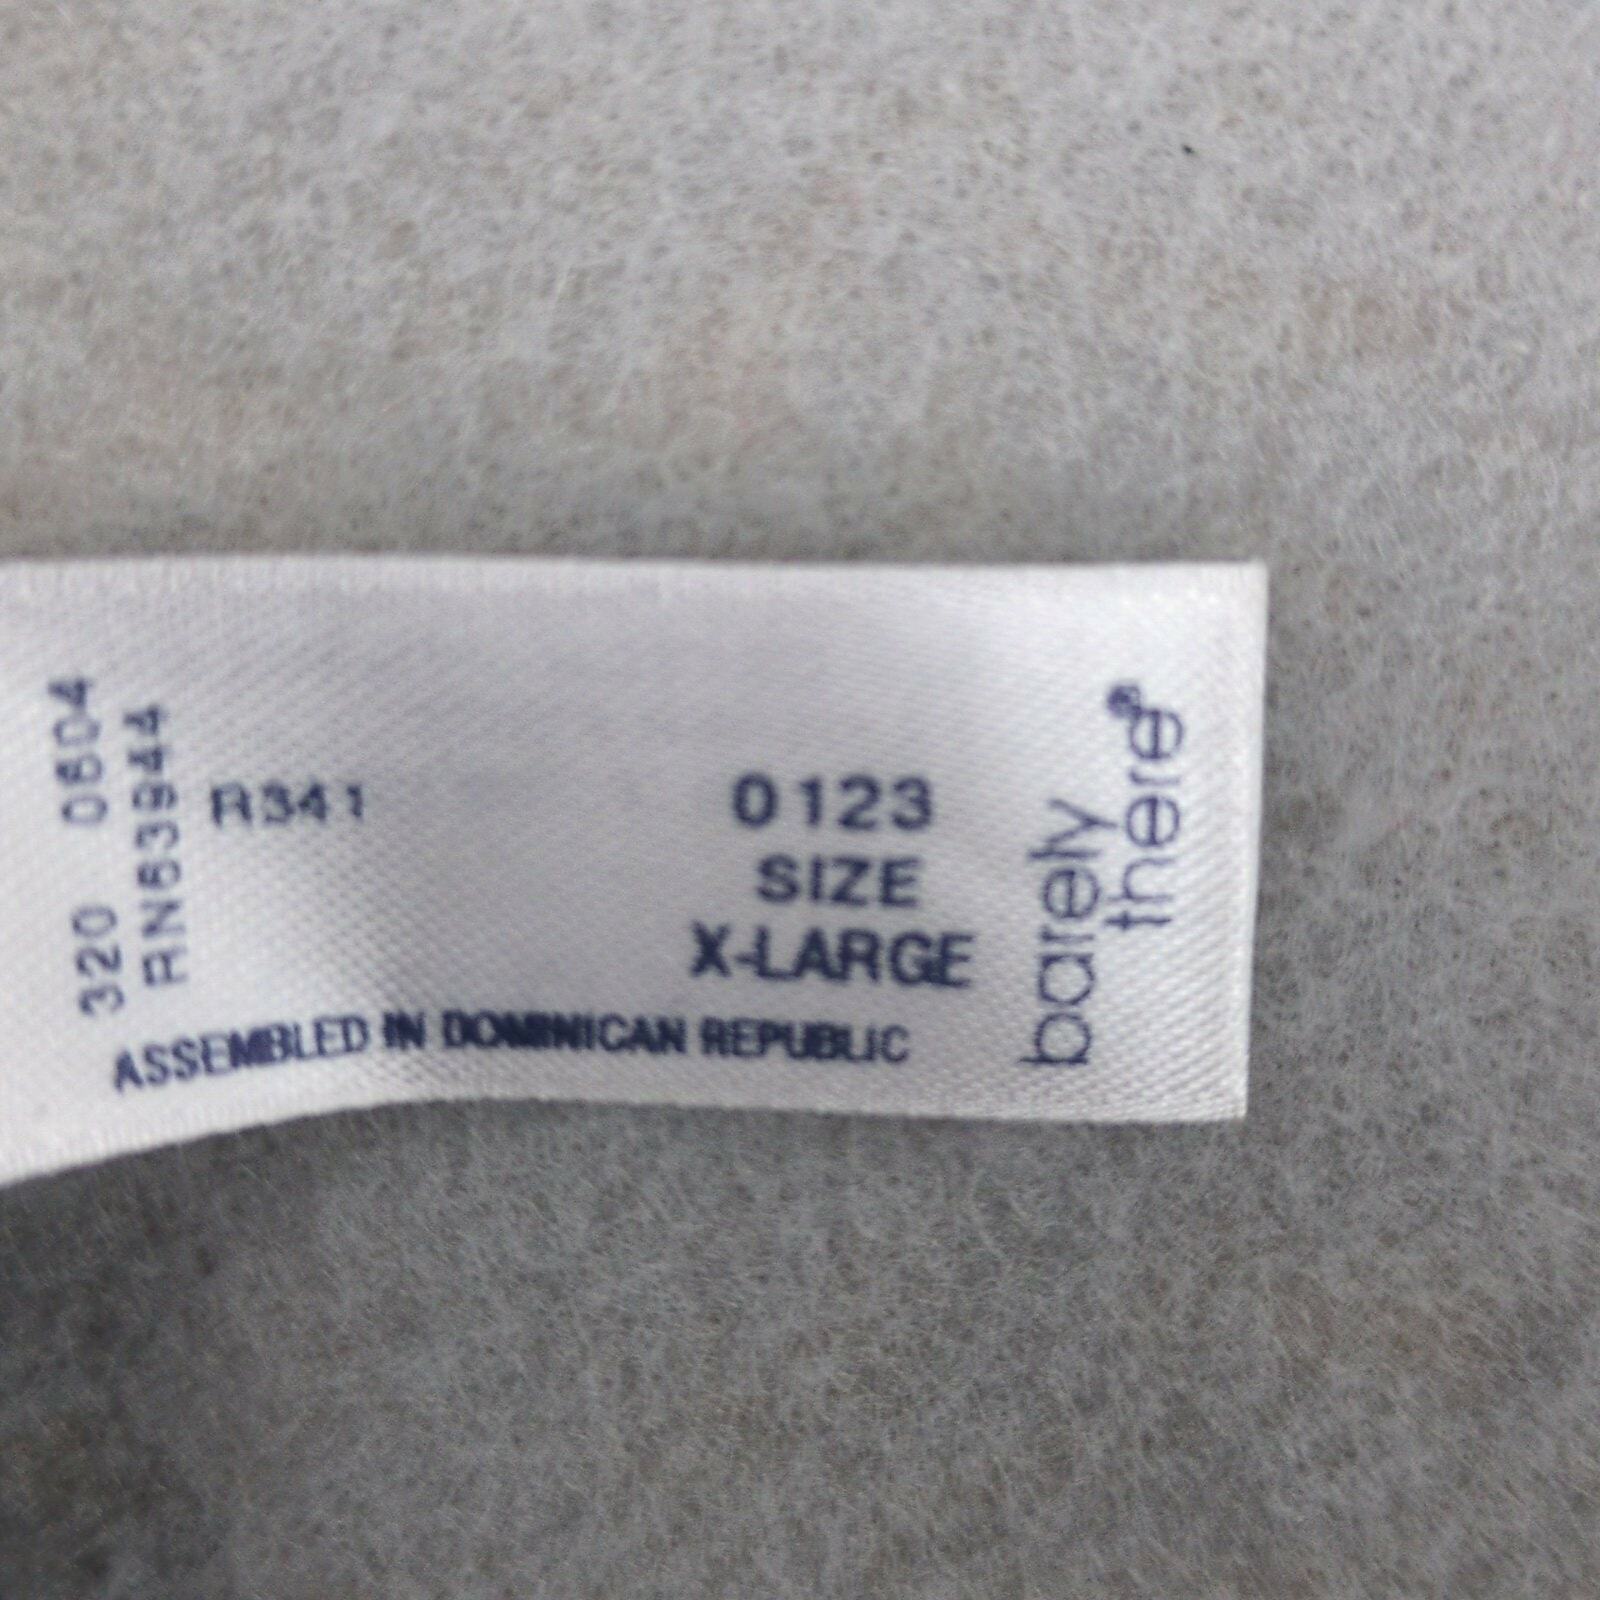 barely
there®
0123
SIZE
X-LARGE
R341
ASSEMBLED IN DOMINICAN REPUBLIC
320 0604
RN63944